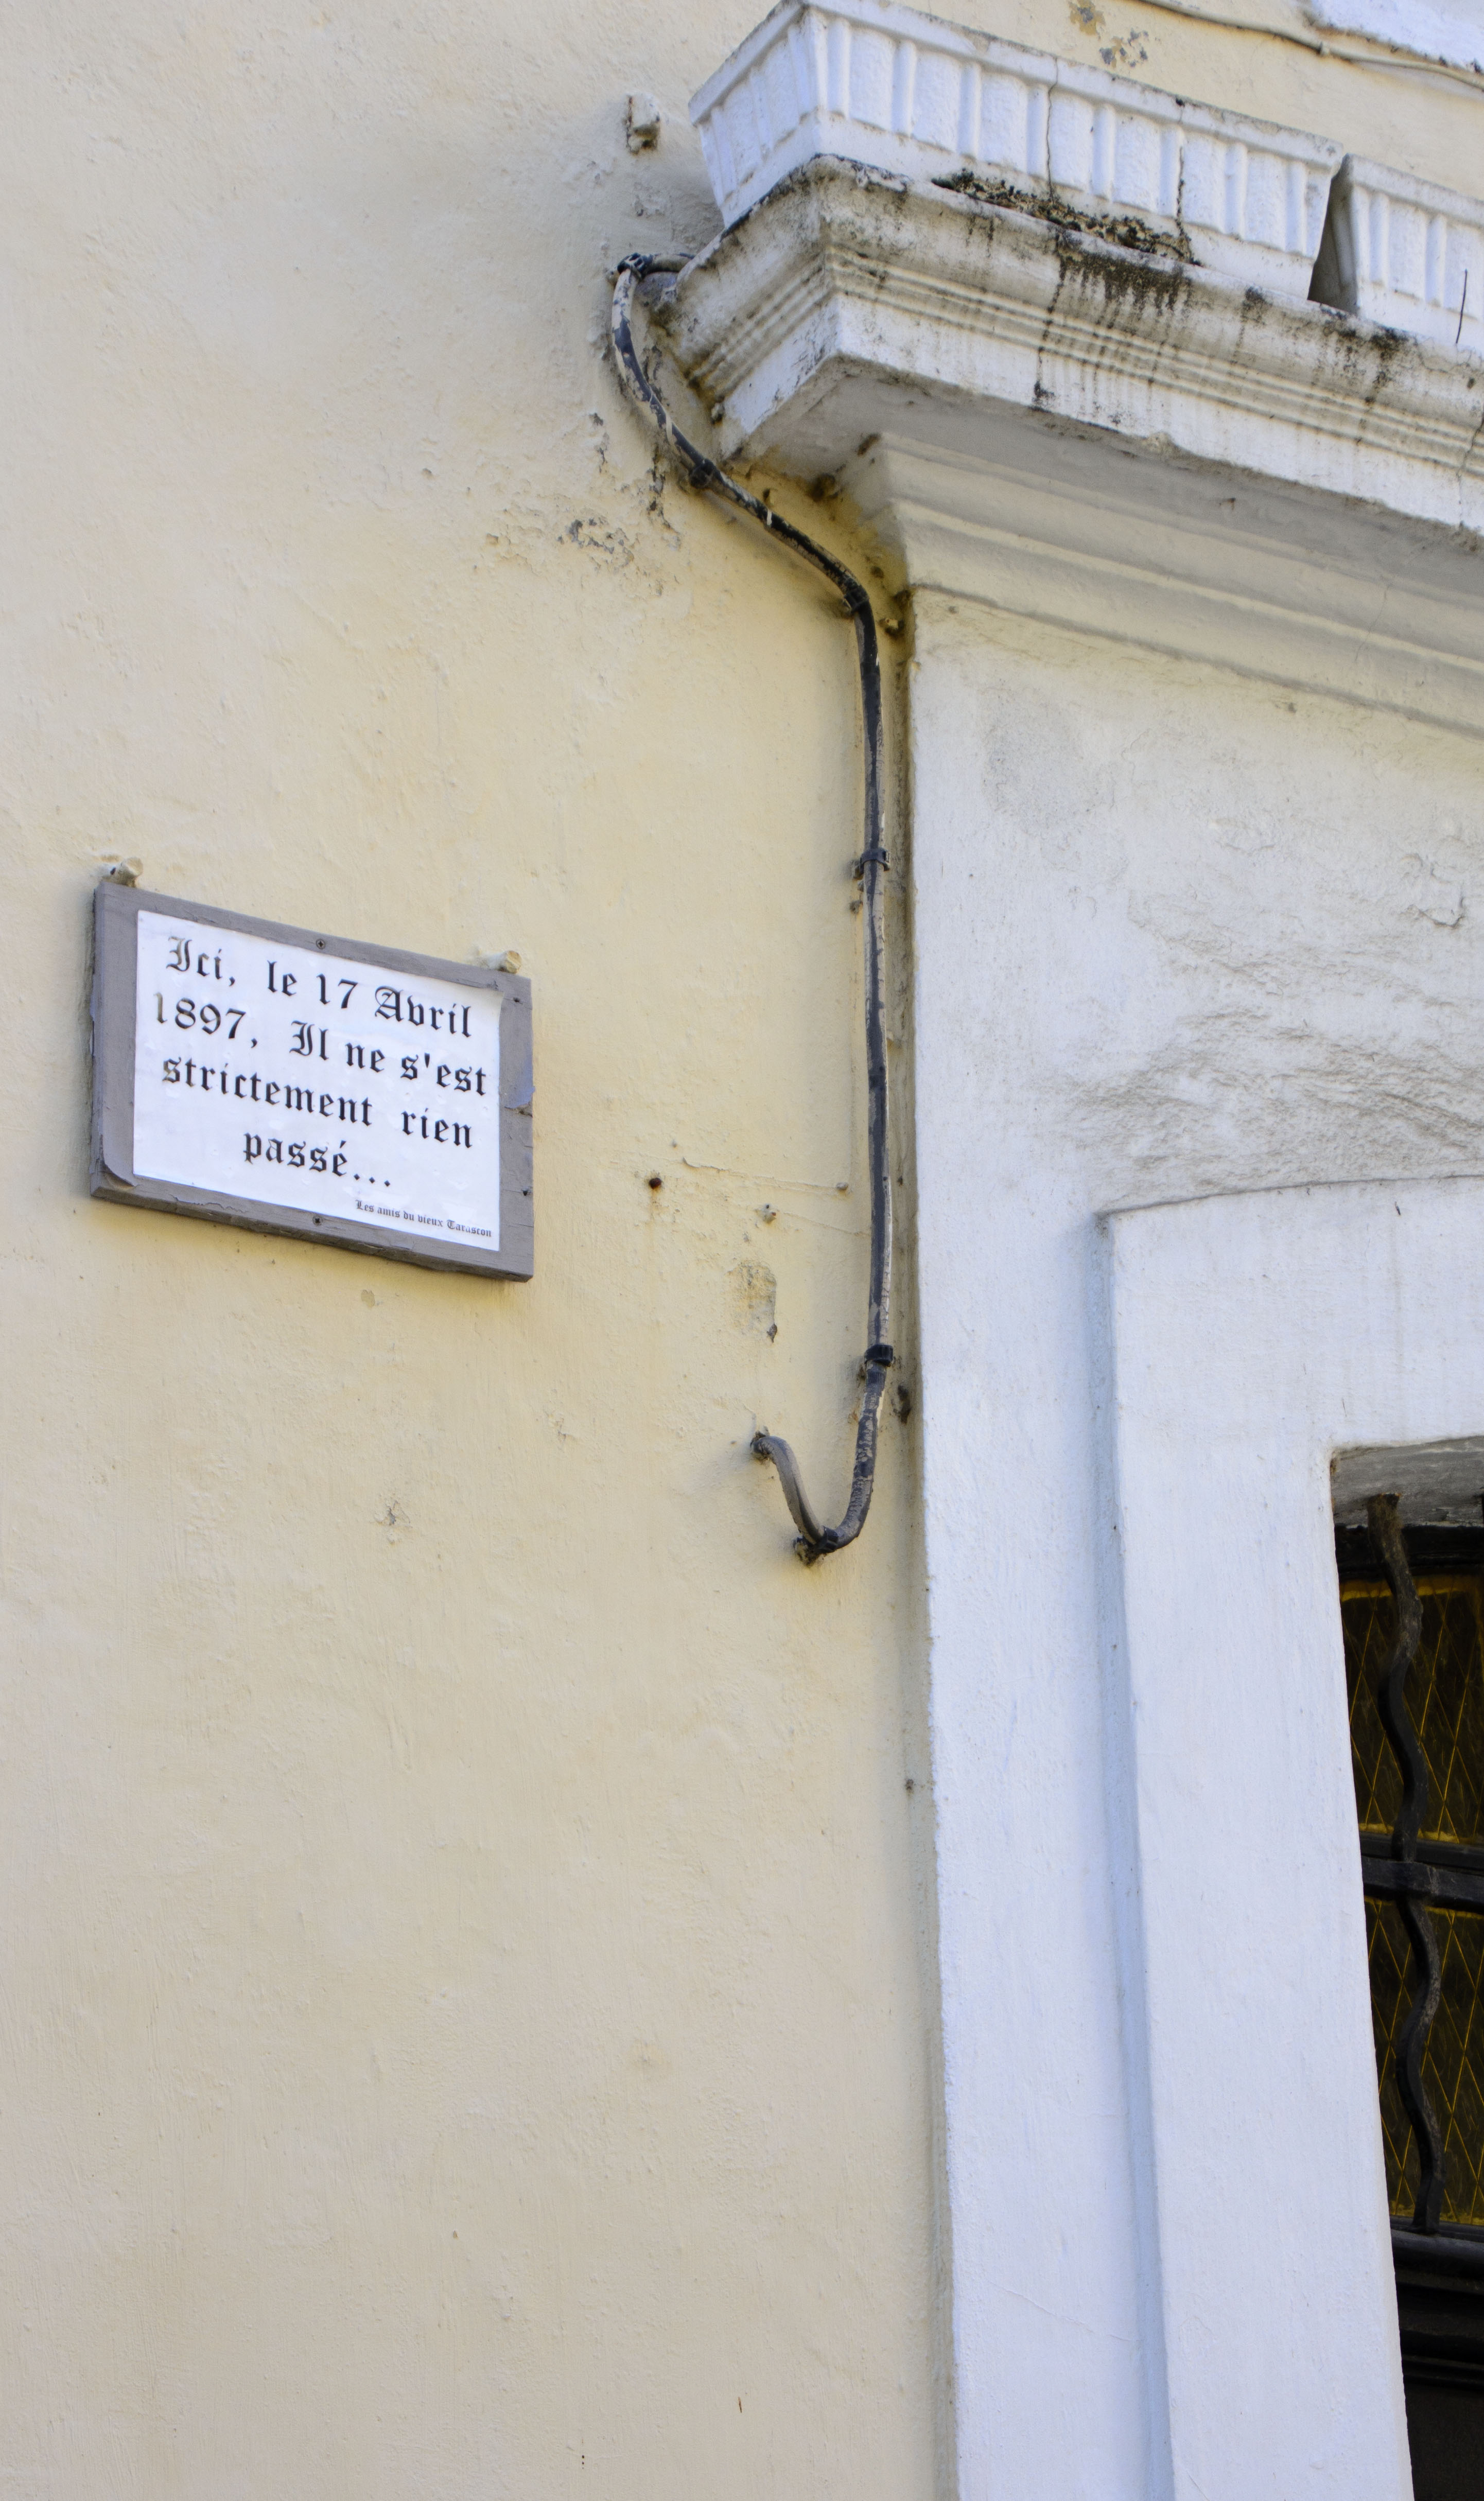 Ici, le 17 Avril
1897, Il ne s'est
strictement rien
passé...
Les amis du vieux Tarascon